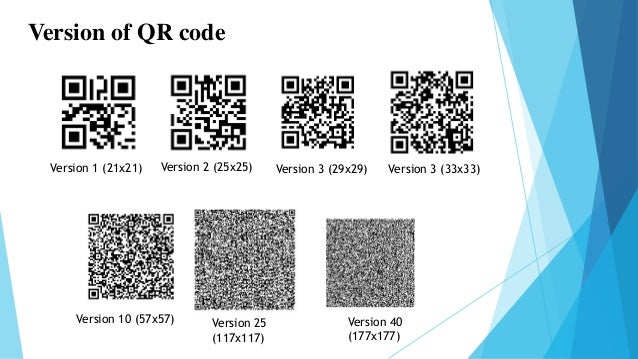 Version of QR code
Version 1 (21x21)
Version 2 (25x25)
Version 3 (29x29)
Version 3 (33x33)
Version 10 (57x57)
Version 25
(117x117)
Version 40
(177x177)